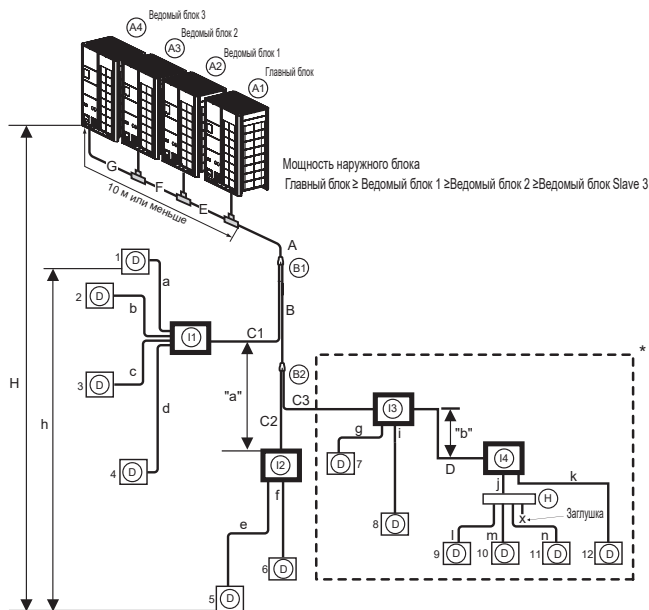 Ведомый блок 3
A4
Ведомый блок 2
A3
Ведомый блок 1
A2
Главный блок
A1
Мощность наружного блока
Главный блок ≥ Ведомый блок 1 ≥Ведомый блок 2 ≥Ведомый блок Slave 3
G
F
E
10 м или меньше
A
B1
B
1 D
a
2 D
b
I1
C1
3 D
c
d
4 D
H
h
"a"
B2
C3
C2
*
I3
g
i
"b"
D
I4
D 7
I2
e
f
j
k
H
x
Заглушка
8 D
l
m
n
9 D
10 D
11 D
12 D
6 D
5 D